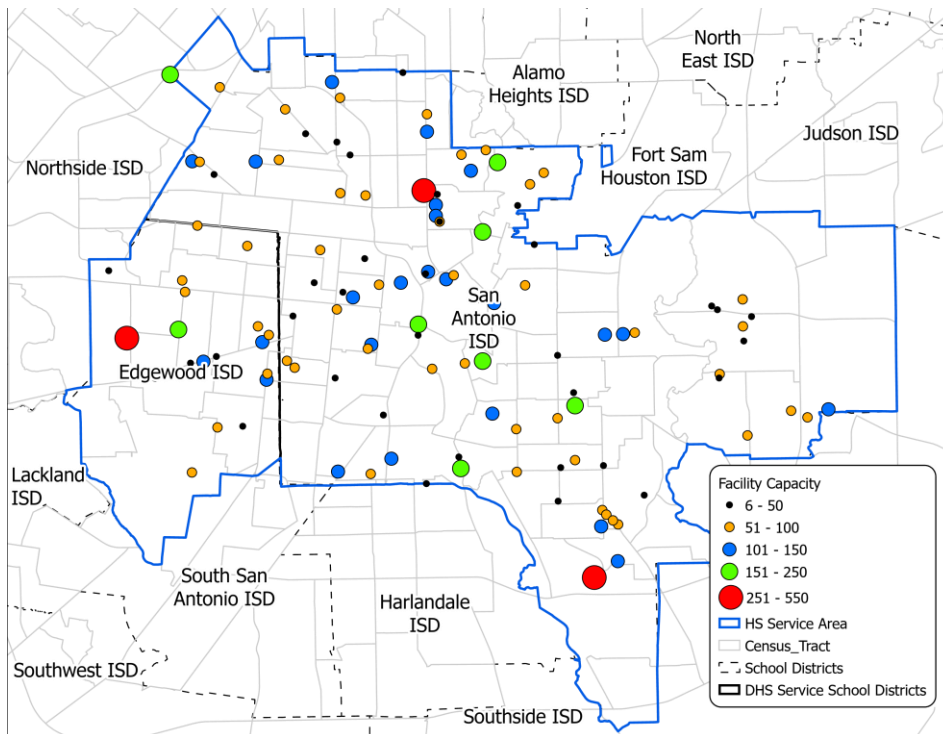 North
East ISD
Alamo
Heights ISD
Judson ISD
Northside ISD
Fort Sam
Houston ISD
San
Antonio
ISD
Edgewood ISD
Lackland
ISD
South San
Antonio ISD
Harlandale
ISD
Southwest ISD
Southside ISD
Facility Capacity
6 - 50
51 - 100
101 - 150
151 - 250
251 - 550
HS Service Area
Census_Tract
School Districts
DHS Service School Districts